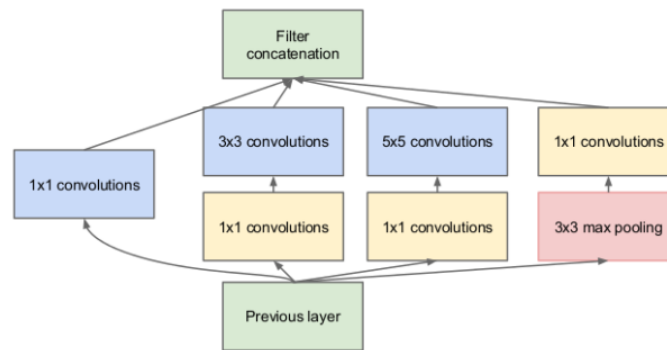 Filter
concatenation
3x3 convolutions
5x5 convolutions
1x1 convolutions
1x1 convolutions
1x1 convolutions
1x1 convolutions
3x3 max pooling
Previous layer